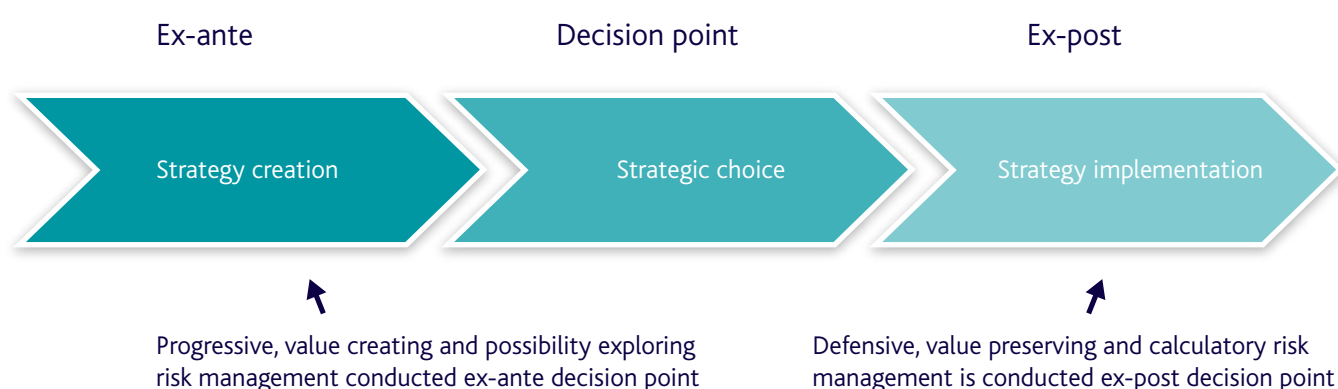 Ex-ante
Decision point
Ex-post
Strategy creation
Strategic choice
Strategy implementation
Progressive, value creating and possibility exploring
risk management conducted ex-ante decision point
Defensive, value preserving and calculatory risk
management is conducted ex-post decision point